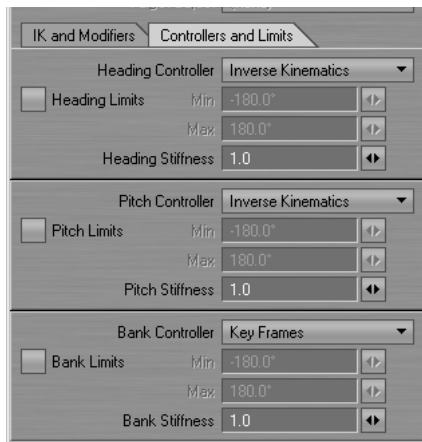 IK and Modifiers Controllers and Limits
Heading Controller Inverse Kinematics
Heading Limits Min -180.0°
Max 180.0°
Heading Stiffness 1.0
Pitch Controller Inverse Kinematics
Pitch Limits Min -180.0°
Max 180.0°
Pitch Stiffness 1.0
Bank Controller Key Frames
Bank Limits Min -180.0°
Max 180.0°
Bank Stiffness 1.0